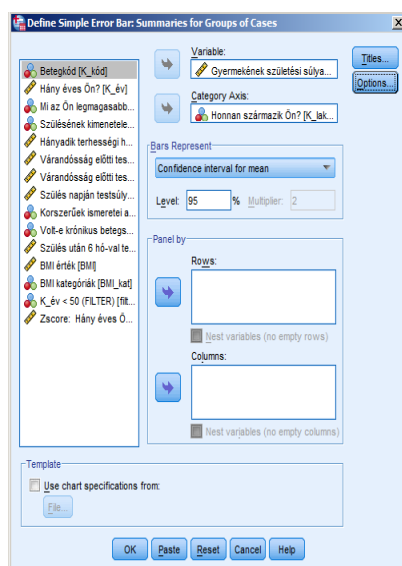 Define Simple Error Bar: Summaries for Groups of Cases
X
Betegkód [K_kód]
Hány éves Ön? [K_év]
Mi az Ön legmagasabb...
Szülésének kimenetele...
Hányadik terhességi h...
Várandósság előtti tes...
Várandósság előtti tes...
Szülés napján testsúly...
Korszerűek ismeretei a...
Volt-e krónikus betegs...
Szülés után 6 hó-val te...
BMI érték [BMI]
BMI kategóriák [BMI_kat]
K_év < 50 (FILTER) [filt...
Zscore: Hány éves Ö...
Variable:
Gyermekének születési súlya...
Category Axis:
Honnan származik Ön? [K_lak...
Titles...
Options...
Bars Represent
Confidence interval for mean
Level: 95 % Multiplier: 2
Panel by
Rows:
Nest variables (no empty rows)
Columns:
Nest variables (no empty columns)
Template
Use chart specifications from:
File...
OK Paste Reset Cancel Help